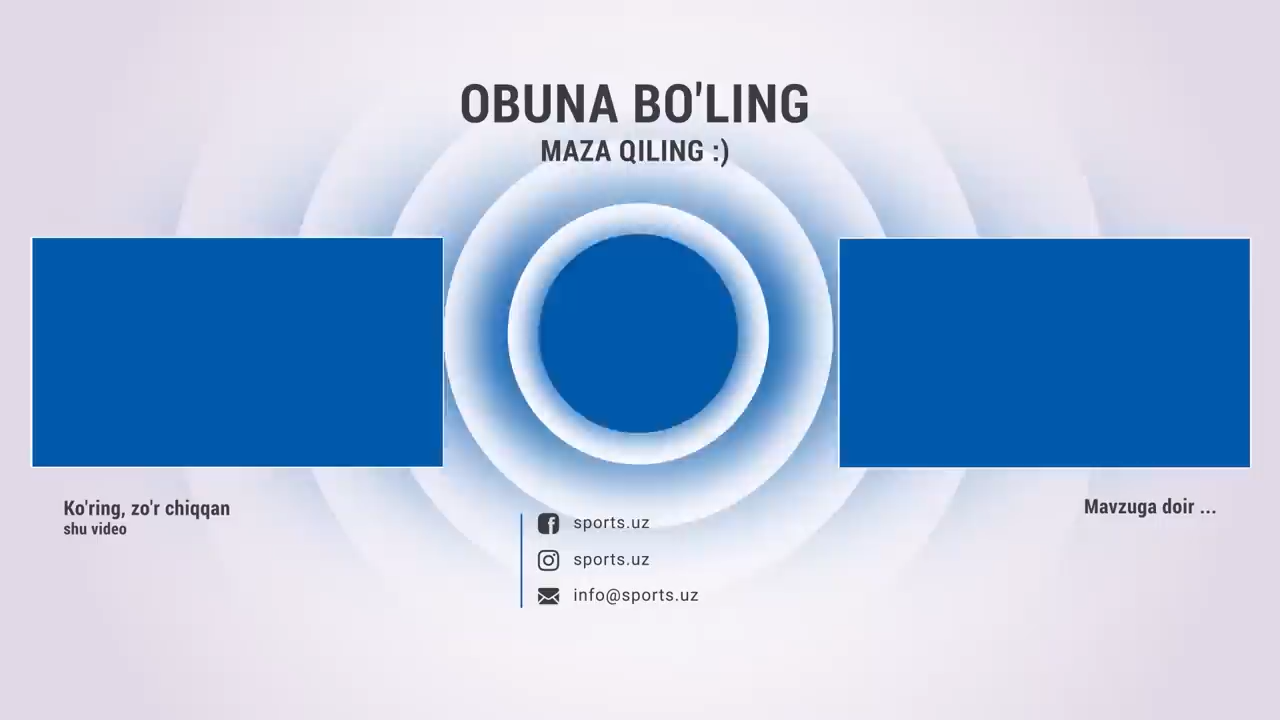 OBUNA BO'LING
MAZA QILING :)
Ko'ring, zo'r chiqqan
shu video
Mavzuga doir ...
sports.uz
sports.uz
info@sports.uz